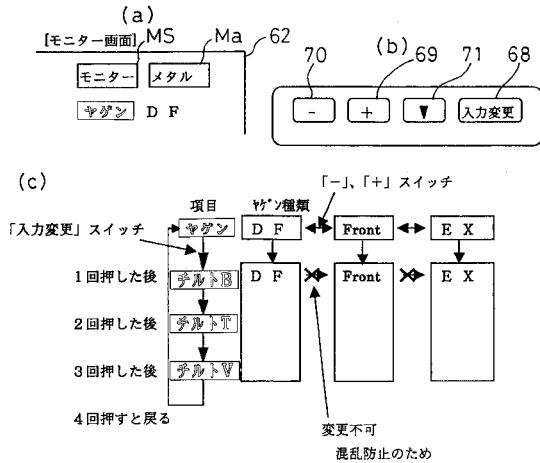 (a)
[モニター画面] MS Ma 62
モニター メタル
ヤゲン D F
(b)
70 69 71 68
- + ▼ 入力変更
(c)
「－」、「+」スイッチ
項目 ヤゲン種類
「入力変更」スイッチ
ヤゲン D F Front E X
1回押した後 チルトB D F Front E X
2回押した後 チルトT
3回押した後 チルトV
4回押すと戻る
変更不可
混乱防止のため